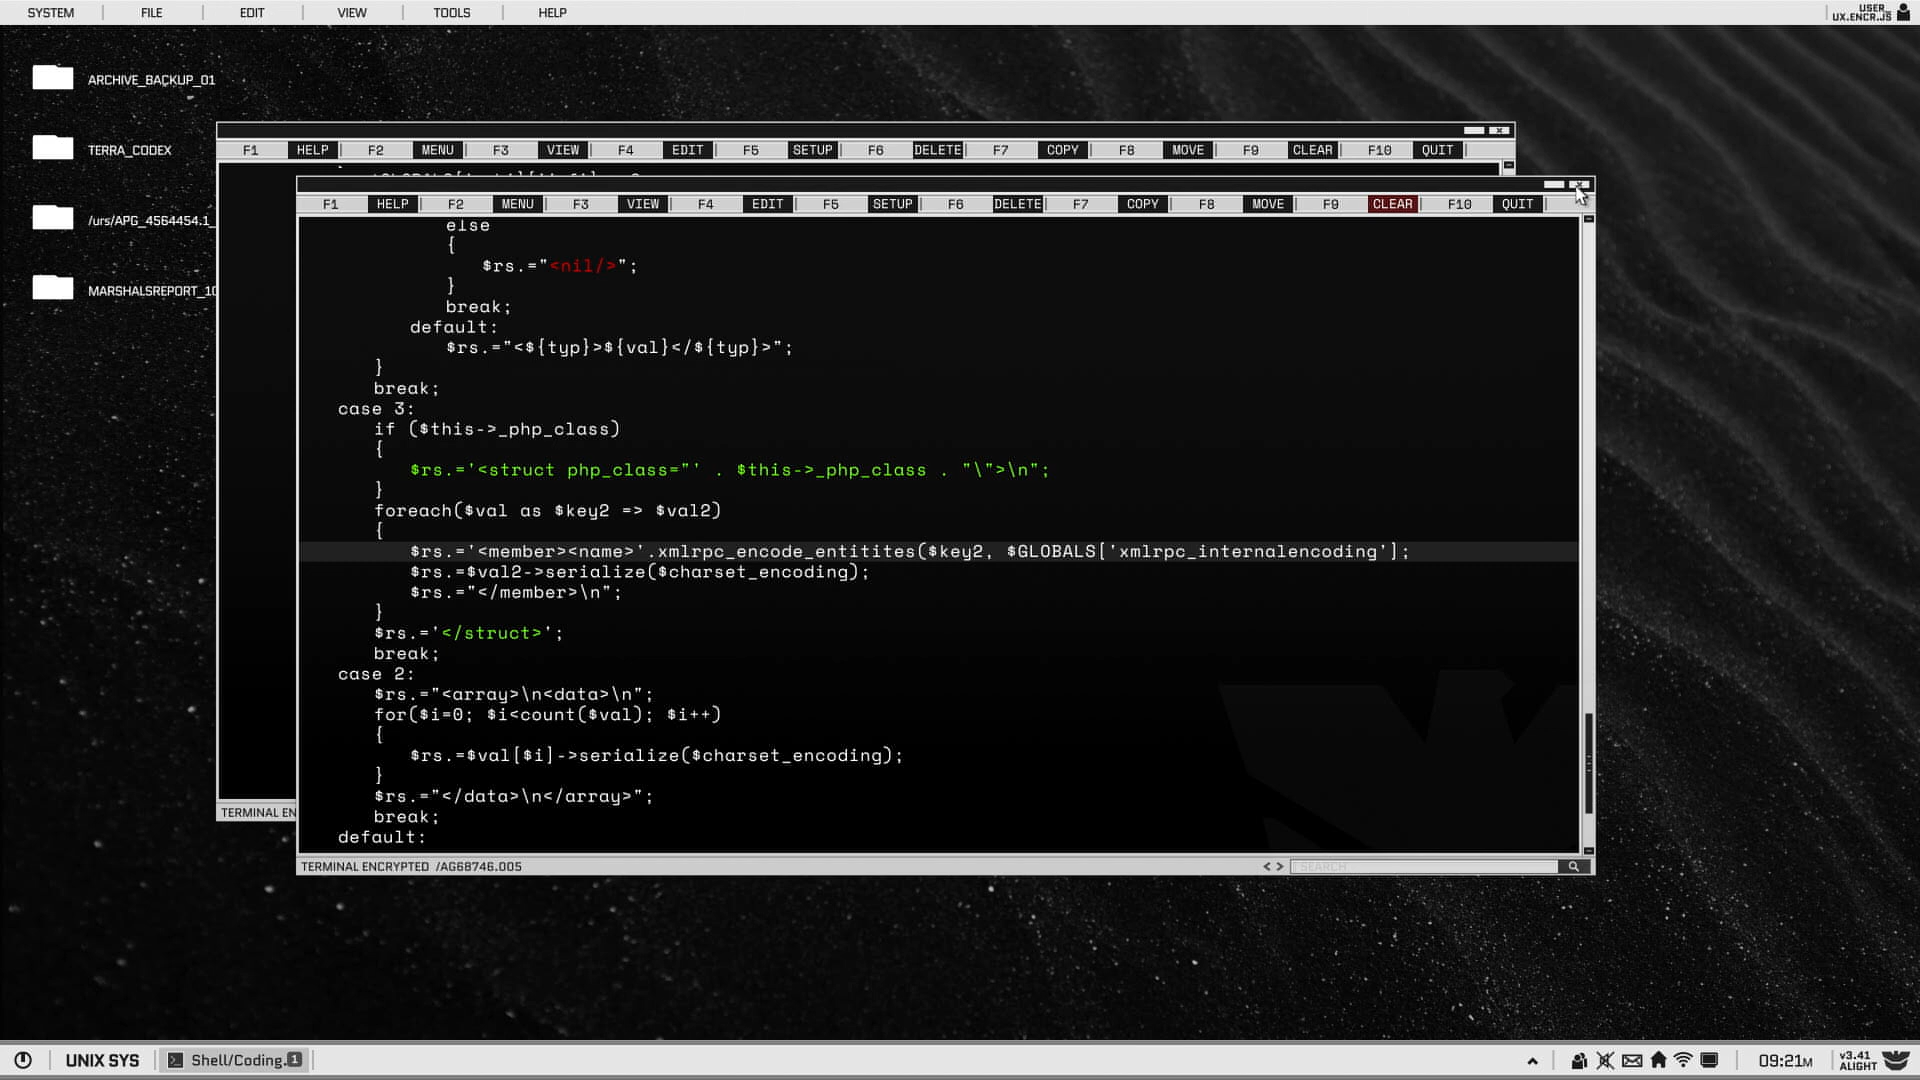 SYSTEM FILE EDIT VIEW TOOLS HELP
USER_
UX.ENCR..JS
ARCHIVE_BACKUP_01
TERRA_CODEX
/urs/APG_4564454.1_
MARSHALSREPORT_10
F1 HELP F2 MENU F3 VIEW F4 EDIT F5 SETUP F6 DELETE F7 COPY F8 MOVE F9 CLEAR F10 QUIT
F1 HELP F2 MENU F3 VIEW F4 EDIT F5 SETUP F6 DELETE F7 COPY F8 MOVE F9 CLEAR F10 QUIT
else
{
$rs.="<nil/>";
}
break;
default:
$rs.="<${typ}>${val}</${typ}>";
}
break;
case 3:
if ($this->_php_class)
{
$rs.='<struct php_class="' . $this->_php_class . "\">\n";
}
foreach($val as $key2 => $val2)
{
$rs.='<member><name>'.xmlrpc_encode_entitites($key2, $GLOBALS['xmlrpc_internalencoding'];
$rs.=$val2->serialize($charset_encoding);
$rs.="</member>\n";
}
$rs.='</struct>';
break;
case 2:
$rs.="<array>\n<data>\n";
for($i=0; $i<count($val); $i++)
{
$rs.=$val[$i]->serialize($charset_encoding);
}
$rs.="</data>\n</array>";
break;
default:
TERMINAL EN
TERMINAL ENCRYPTED /AG68746.005
< > SEARCH
UNIX SYS
Shell/Coding. 1
09:21M
v3.41
ALIGHT